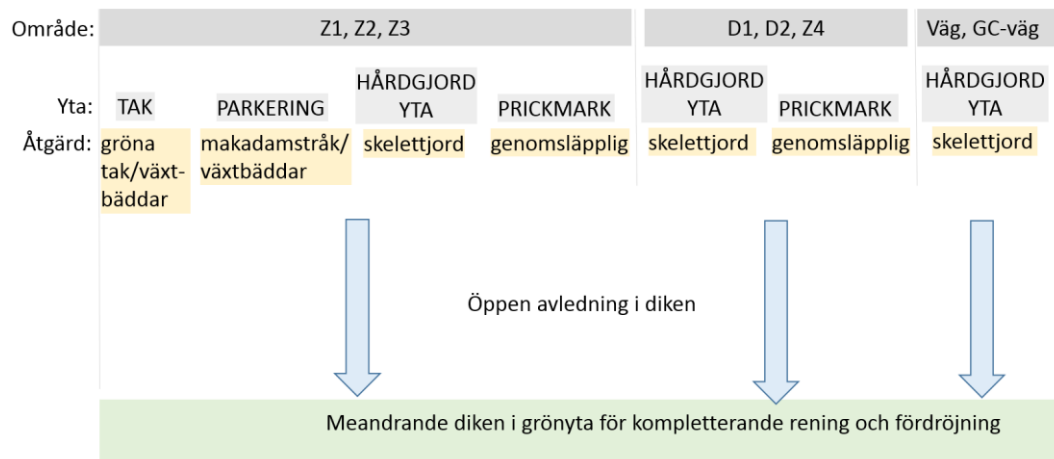 Område: Z1, Z2, Z3 D1, D2, Z4 Väg, GC-väg
HÅRDGJORD HÅRDGJORD HÅRDGJORD
Yta: TAK PARKERING YTA PRICKMARK YTA PRICKMARK YTA
Åtgärd: gröna makadamstråk/ skelettjord genomsläpplig skelettjord genomsläpplig skelettjord
tak/växt- växtbäddar
bäddar
Öppen avledning i diken
Meandrande diken i grönyta för kompletterande rening och fördröjning